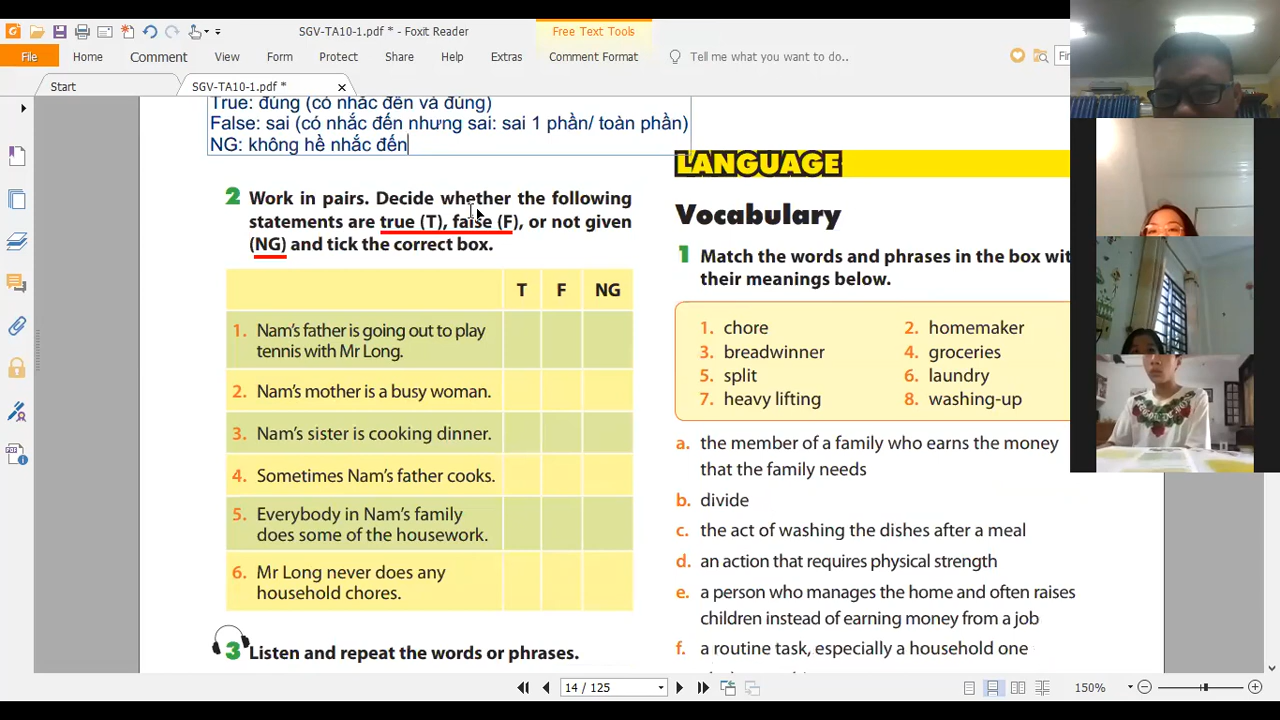 SGV-TA10-1.pdf * - Foxit Reader
Free Text Tools
File
Home
Comment
View
Form
Protect
Share
Help
Extras
Comment Format
Tell me what you want to do..
Start
SGV-TA10-1.pdf *
True: đúng (có nhắc đến và đúng)
False: sai (có nhắc đến nhưng sai: sai 1 phần/ toàn phần)
NG: không hề nhắc đến
2 Work in pairs. Decide whether the following
statements are true (T), false (F), or not given
(NG) and tick the correct box.
T F NG
1. Nam's father is going out to play
tennis with Mr Long.
2. Nam's mother is a busy woman.
3. Nam's sister is cooking dinner.
4. Sometimes Nam's father cooks.
5. Everybody in Nam's family
does some of the housework.
6. Mr Long never does any
household chores.
3 Listen and repeat the words or phrases.
LANGUAGE
Vocabulary
1 Match the words and phrases in the box wit
their meanings below.
1. chore 2. homemaker
3. breadwinner 4. groceries
5. split 6. laundry
7. heavy lifting 8. washing-up
a. the member of a family who earns the money
that the family needs
b. divide
c. the act of washing the dishes after a meal
d. an action that requires physical strength
e. a person who manages the home and often raises
children instead of earning money from a job
f. a routine task, especially a household one
14 / 125
150%